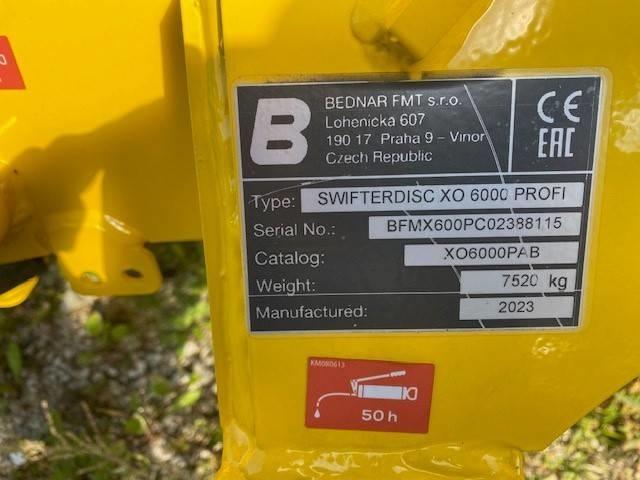 B
BEDNAR FMT s.r.o.
Lohenicka 607
190 17 Praha 9 - Vinor
Czech Republic
CE
EAC
Type: SWIFTERDISC XO 6000 PROFI
Serial No.: BFMX600PC02388115
Catalog: XO6000PAB
Weight: 7520 kg
Manufactured: 2023
KM080613
50 h